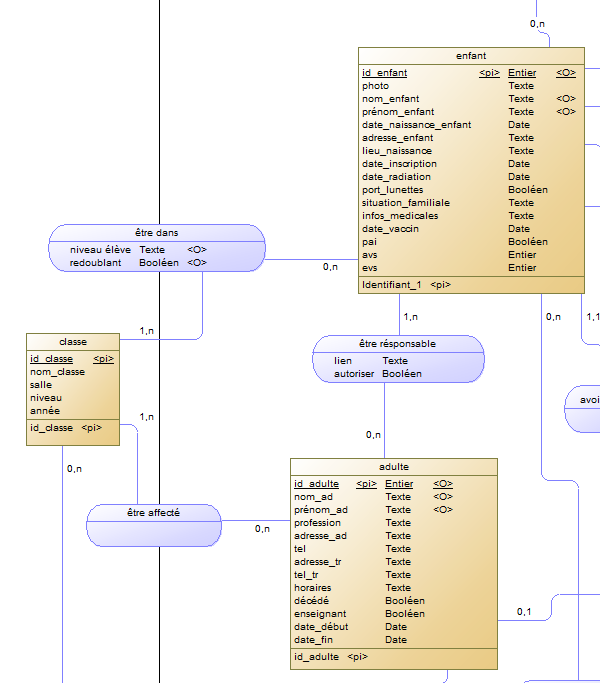 0,n
enfant
id_enfant <pi> Entier <O>
photo Texte
nom_enfant Texte <O>
prénom_enfant Texte <O>
date_naissance_enfant Date
adresse_enfant Texte
lieu_naissance Texte
date_inscription Date
date_radiation Date
port_lunettes Booléen
situation_familiale Texte
infos_medicales Texte
date_vaccin Date
pai Booléen
avs Entier
evs Entier
Identifiant_1 <pi>
être dans
niveau élève Texte <O>
redoublant Booléen <O>
0,n
1,n
0,n
1,1
1,n
classe
id_classe <pi>
nom_classe
salle
niveau
année
id_classe <pi>
être résponsable
lien Texte
autoriser Booléen
avoi
1,n
0,n
0,n
adulte
id_adulte <pi> Entier <O>
nom_ad Texte <O>
prénom_ad Texte <O>
profession Texte
adresse_ad Texte
tel Texte
adresse_tr Texte
tel_tr Texte
horaires Texte
décédé Booléen
enseignant Booléen
date_début Date
date_fin Date
id_adulte <pi>
être affecté
0,n
0,1